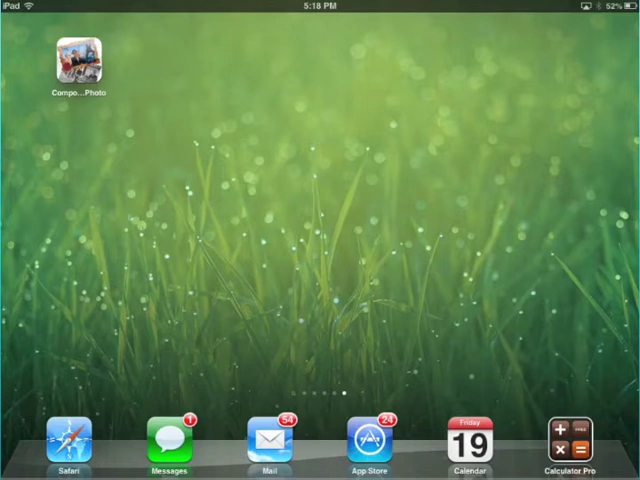 iPad 5:18 PM 52%
Compo...Photo
1 54 24
Friday
19
FREE
Safari Messages Mail App Store Calendar Calculator Pro